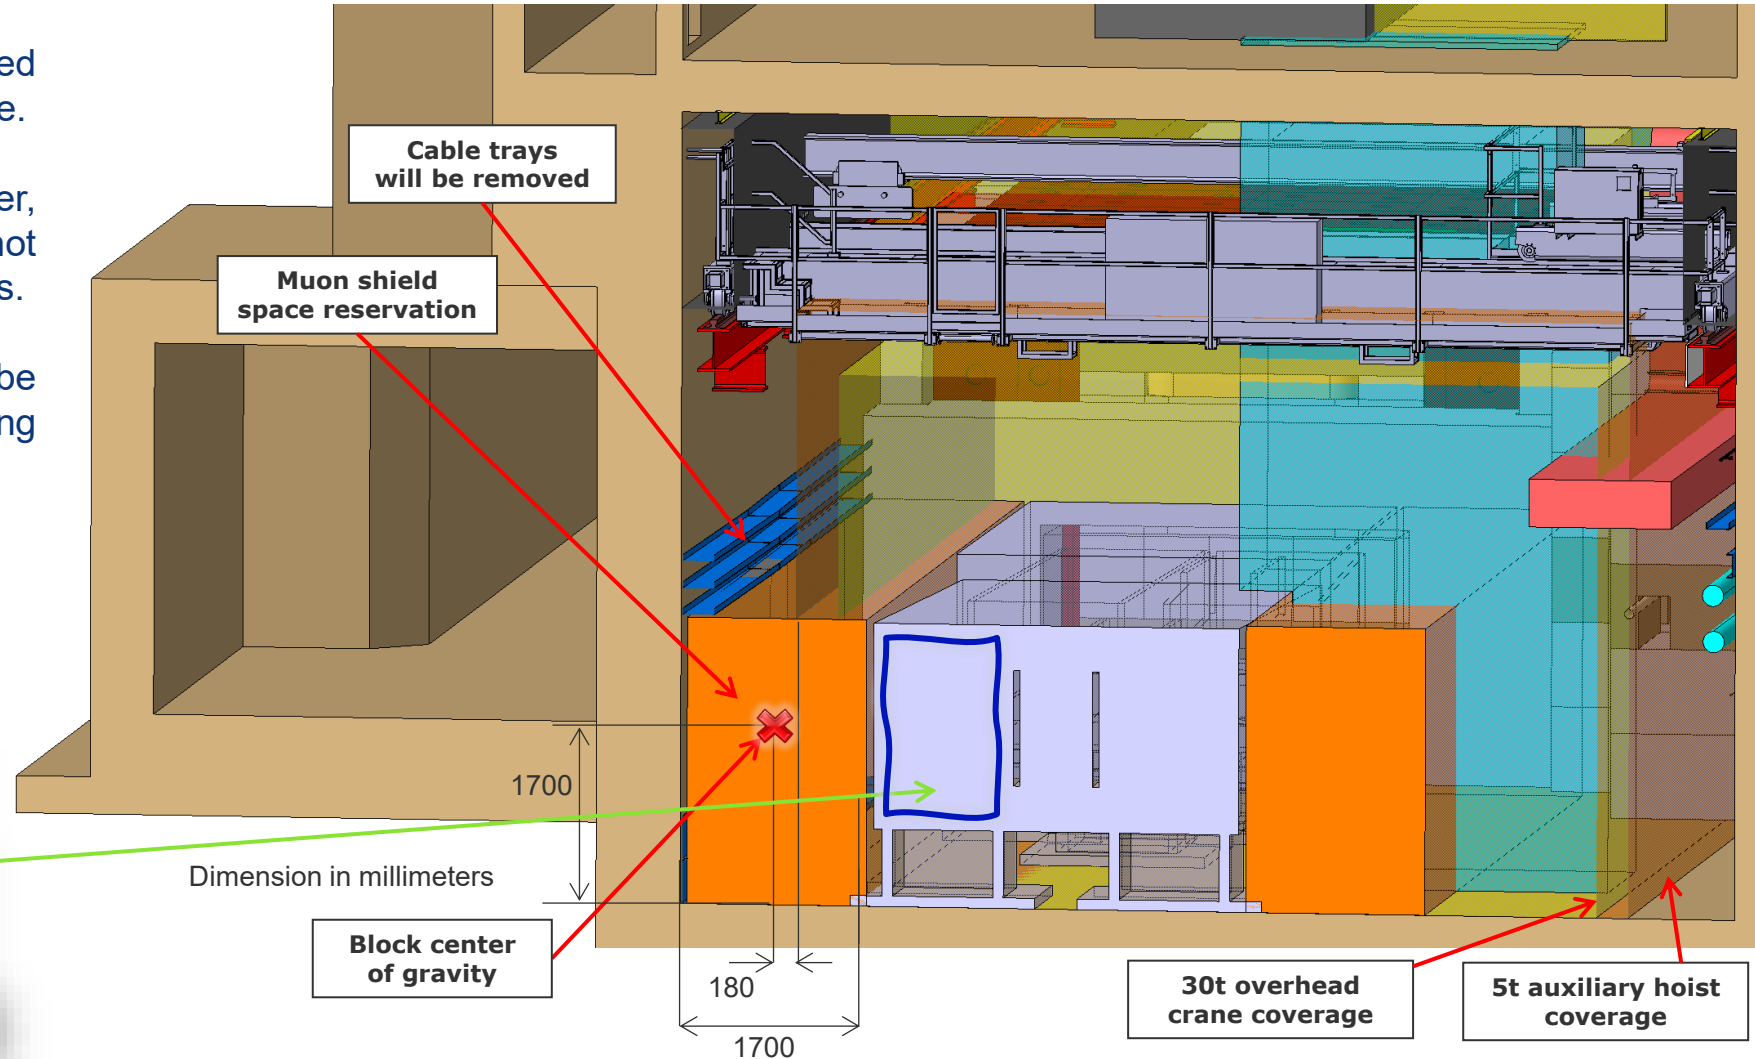 ed
e.
er,
not
s.
be
ng
Cable trays
will be removed
Muon shield
space reservation
1700
Dimension in millimeters
Block center
of gravity
180
1700
30t overhead
crane coverage
5t auxiliary hoist
coverage